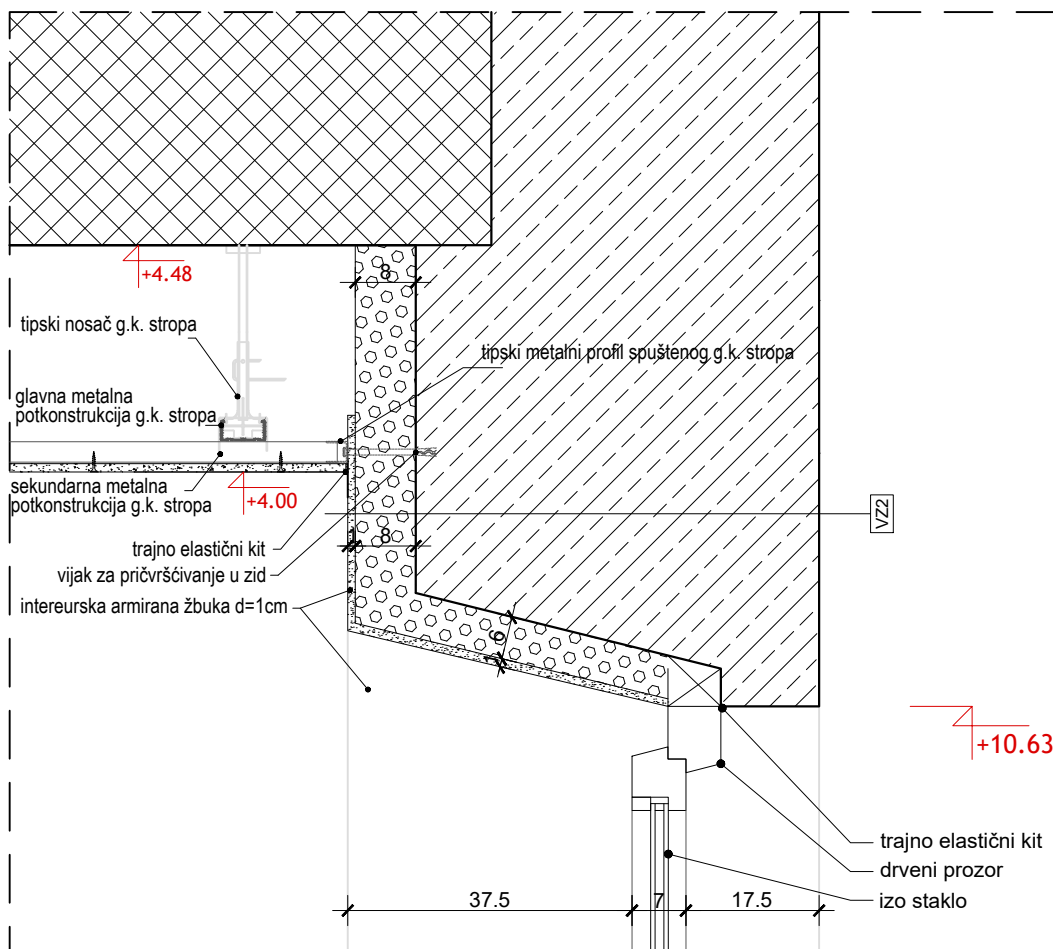 8
+4.48
tipski nosač g.k. stropa
tipski metalni profil spuštenog g.k. stropa
glavna metalna
potkonstrukcija g.k. stropa
sekundarna metalna
potkonstrukcija g.k. stropa
+4.00
VZ2
1
8
trajno elastični kit
vijak za pričvršćivanje u zid
intereurska armirana žbuka d=1cm
6
1
+10.63
trajno elastični kit
drveni prozor
izo staklo
37.5
7
17.5